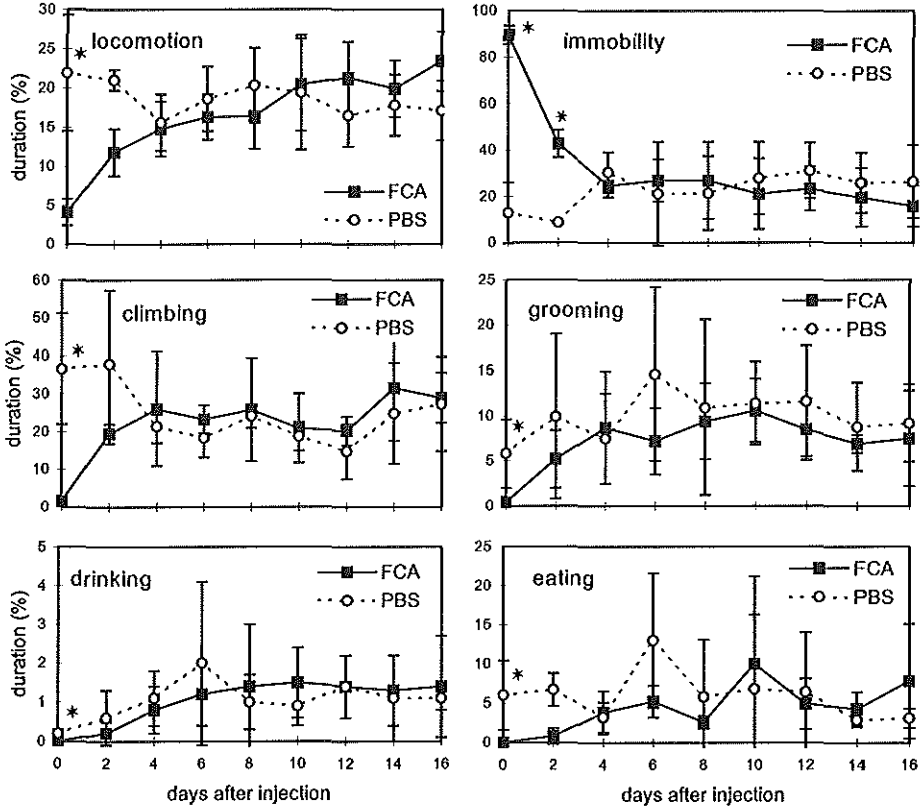 30
25
20
15
10
5
0
duration (%)
locomotion
*
FCA
PBS
100
80
60
40
20
0
immobility
*
*
FCA
PBS
60
50
40
30
20
10
0
duration (%)
climbing
*
FCA
PBS
25
20
15
10
5
0
grooming
*
FCA
PBS
5
4
3
2
1
0
duration (%)
drinking
*
FCA
PBS
0 2 4 6 8 10 12 14 16
days after injection
25
20
15
10
5
0
eating
*
FCA
PBS
0 2 4 6 8 10 12 14 16
days after injection